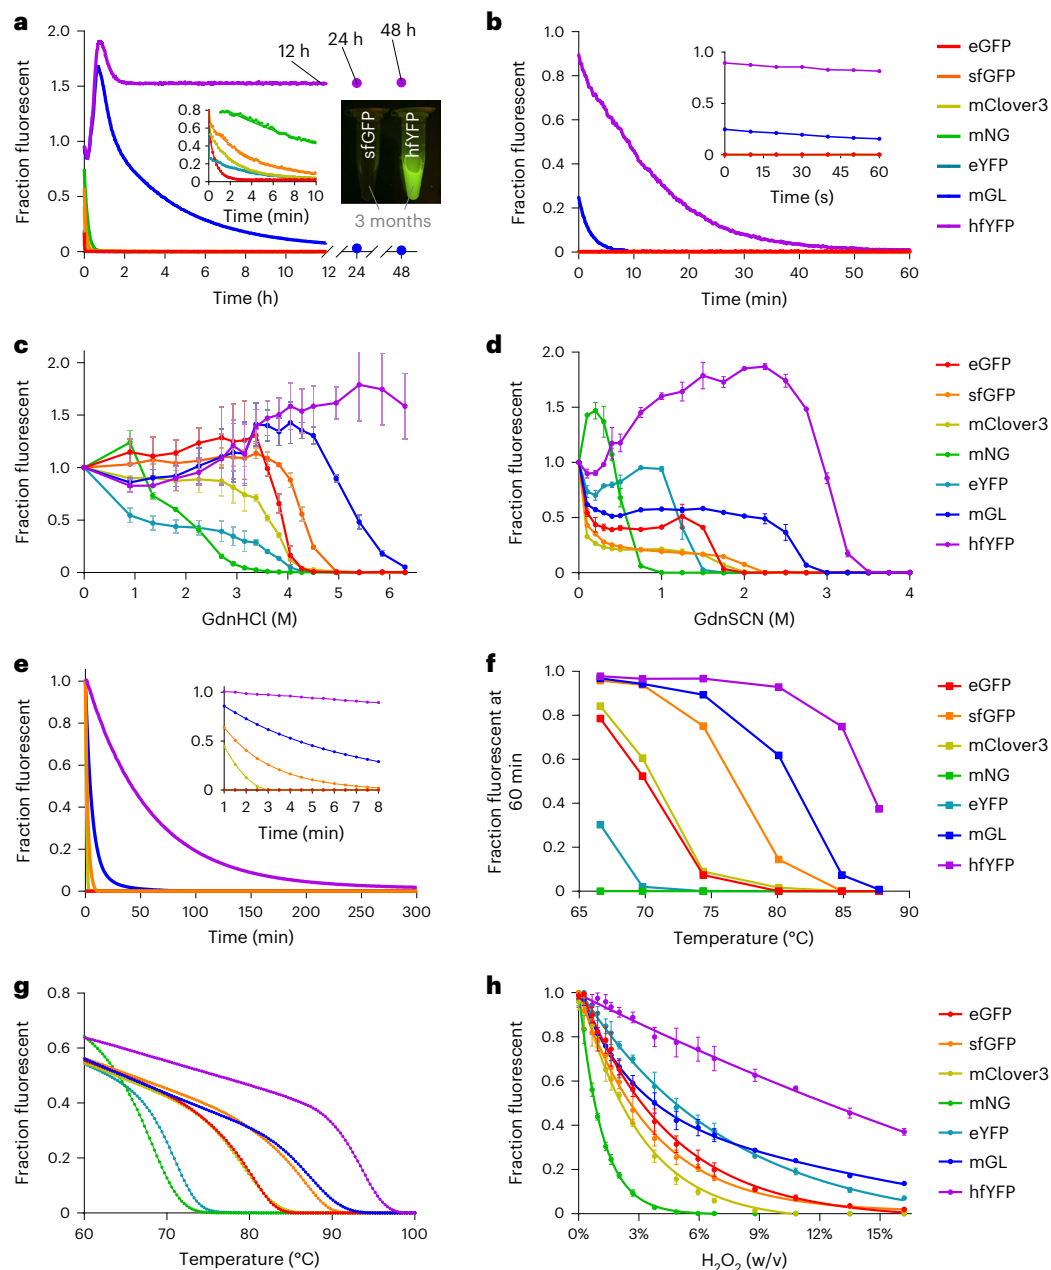 a
2.0
1.5
1.0
0.5
0
Fraction fluorescent
12 h
24 h
48 h
0.8
0.6
0.4
0.2
0
0 2 4 6 8 10
Time (min)
sfGFP
hfYFP
3 months
0 2 4 6 8 10 12 24 48
Time (h)
b
1.0
0.8
0.6
0.4
0.2
0
Fraction fluorescent
1.0
0.5
0
0 15 30 45 60
Time (s)
0 10 20 30 40 50 60
Time (min)
eGFP
sfGFP
mClover3
mNG
eYFP
mGL
hfYFP
c
2.0
1.5
1.0
0.5
0
Fraction fluorescent
0 1 2 3 4 5 6
GdnHCl (M)
d
2.0
1.5
1.0
0.5
0
Fraction fluorescent
0 1 2 3 4
GdnSCN (M)
eGFP
sfGFP
mClover3
mNG
eYFP
mGL
hfYFP
e
1.0
0.8
0.6
0.4
0.2
0
Fraction fluorescent
1.0
0.5
0
1 2 3 4 5 6 7 8
Time (min)
0 50 100 150 200 250 300
Time (min)
f
1.0
0.8
0.6
0.4
0.2
0
Fraction fluorescent at
60 min
65 70 75 80 85 90
Temperature (°C)
eGFP
sfGFP
mClover3
mNG
eYFP
mGL
hfYFP
g
0.8
0.6
0.4
0.2
0
Fraction fluorescent
60 70 80 90 100
Temperature (°C)
h
1.0
0.8
0.6
0.4
0.2
0
Fraction fluorescent
0% 3% 6% 9% 12% 15%
H₂O₂ (w/v)
eGFP
sfGFP
mClover3
mNG
eYFP
mGL
hfYFP